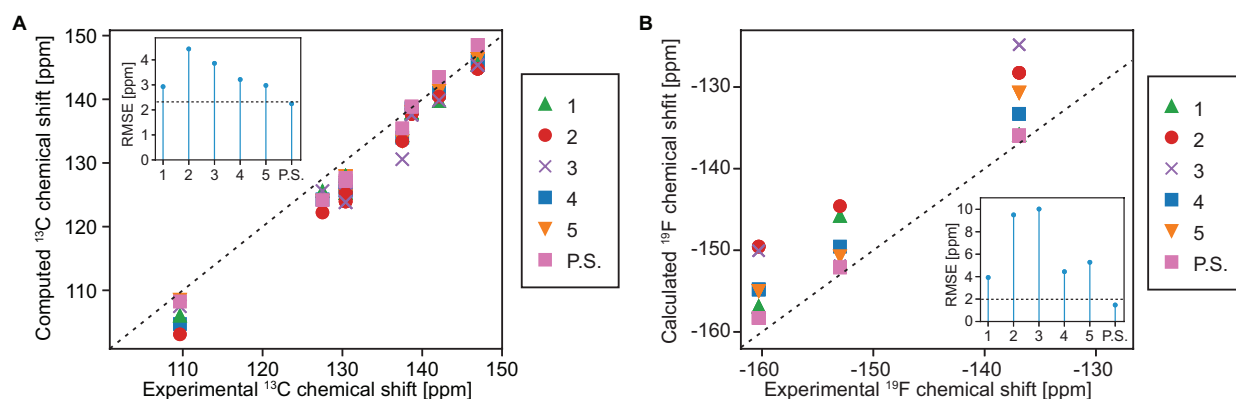 A
Computed ¹³C chemical shift [ppm]
150
140
130
120
110
RMSE [ppm]
4
3
2
1
0
1 2 3 4 5 P.S.
110 120 130 140 150
Experimental ¹³C chemical shift [ppm]
1
2
3
4
5
P.S.
B
Calculated ¹⁹F chemical shfit [ppm]
-130
-140
-150
-160
RMSE [ppm]
10
8
6
4
2
0
1 2 3 4 5 P.S.
-160 -150 -140 -130
Experimental ¹⁹F chemical shift [ppm]
1
2
3
4
5
P.S.